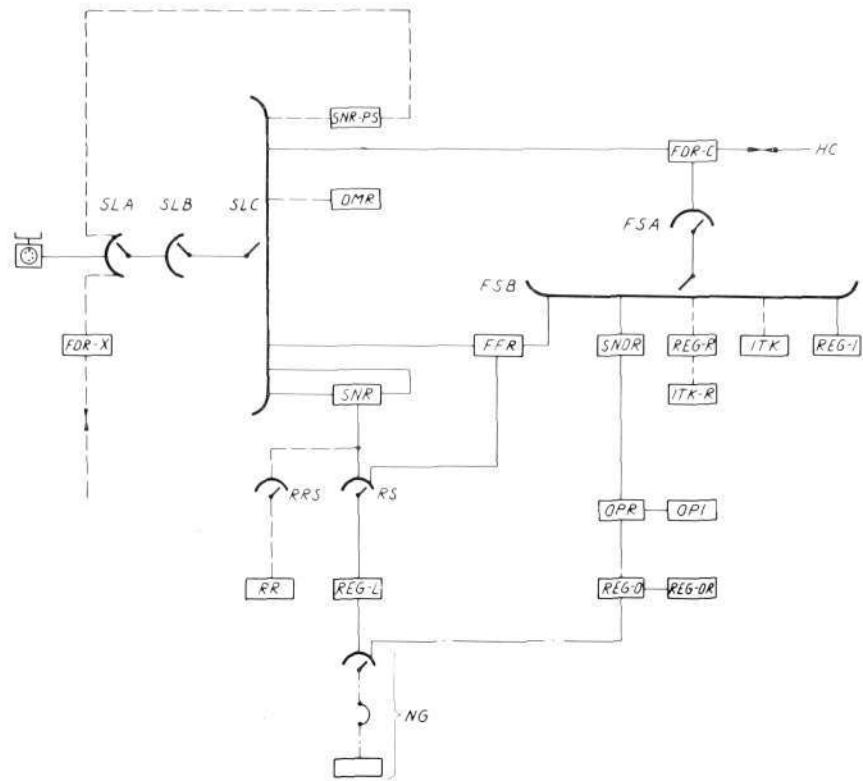 SNR-PS
FDR-C
HC
SLA
SLB
SLC
DMR
FSA
FSB
FDR-X
FFR
SNOR
REG-R
ITK
REG-I
SNR
ITK-R
RRS
RS
OPR
OPI
RR
REG-L
REG-O
REG-OR
NG